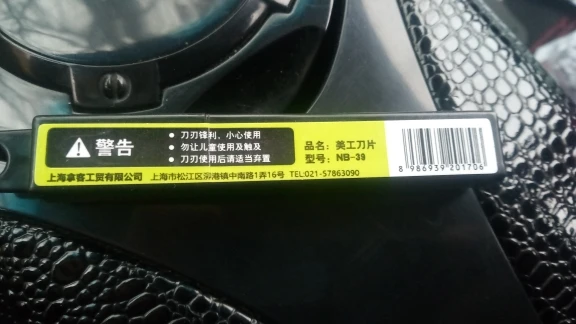 警告
• 刀刃锋利、小心使用
• 勿让儿童使用及触及
• 刀刃使用后请适当弃置
品名：美工刀片
型号：NB-39
上海拿客工贸有限公司 上海市松江区泖港镇中南路1弄16号 TEL:021-57863090
8 986939 201706